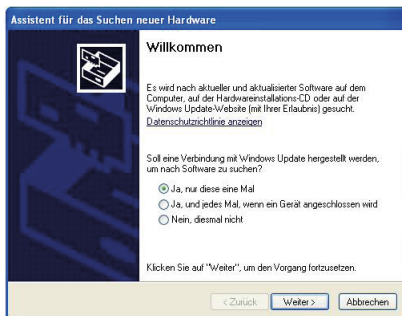 Assistent für das Suchen neuer Hardware
Willkommen
Es wird nach aktueller und aktualisierter Software auf dem
Computer, auf der Hardwareinstallations-CD oder auf der
Windows Update-Website (mit Ihrer Erlaubnis) gesucht.
Datenschutzrichtlinie anzeigen
Soll eine Verbindung mit Windows Update hergestellt werden,
um nach Software zu suchen?
Ja, nur diese eine Mal
Ja, und jedes Mal, wenn ein Gerät angeschlossen wird
Nein, diesmal nicht
Klicken Sie auf "Weiter", um den Vorgang fortzusetzen.
< Zurück
Weiter >
Abbrechen